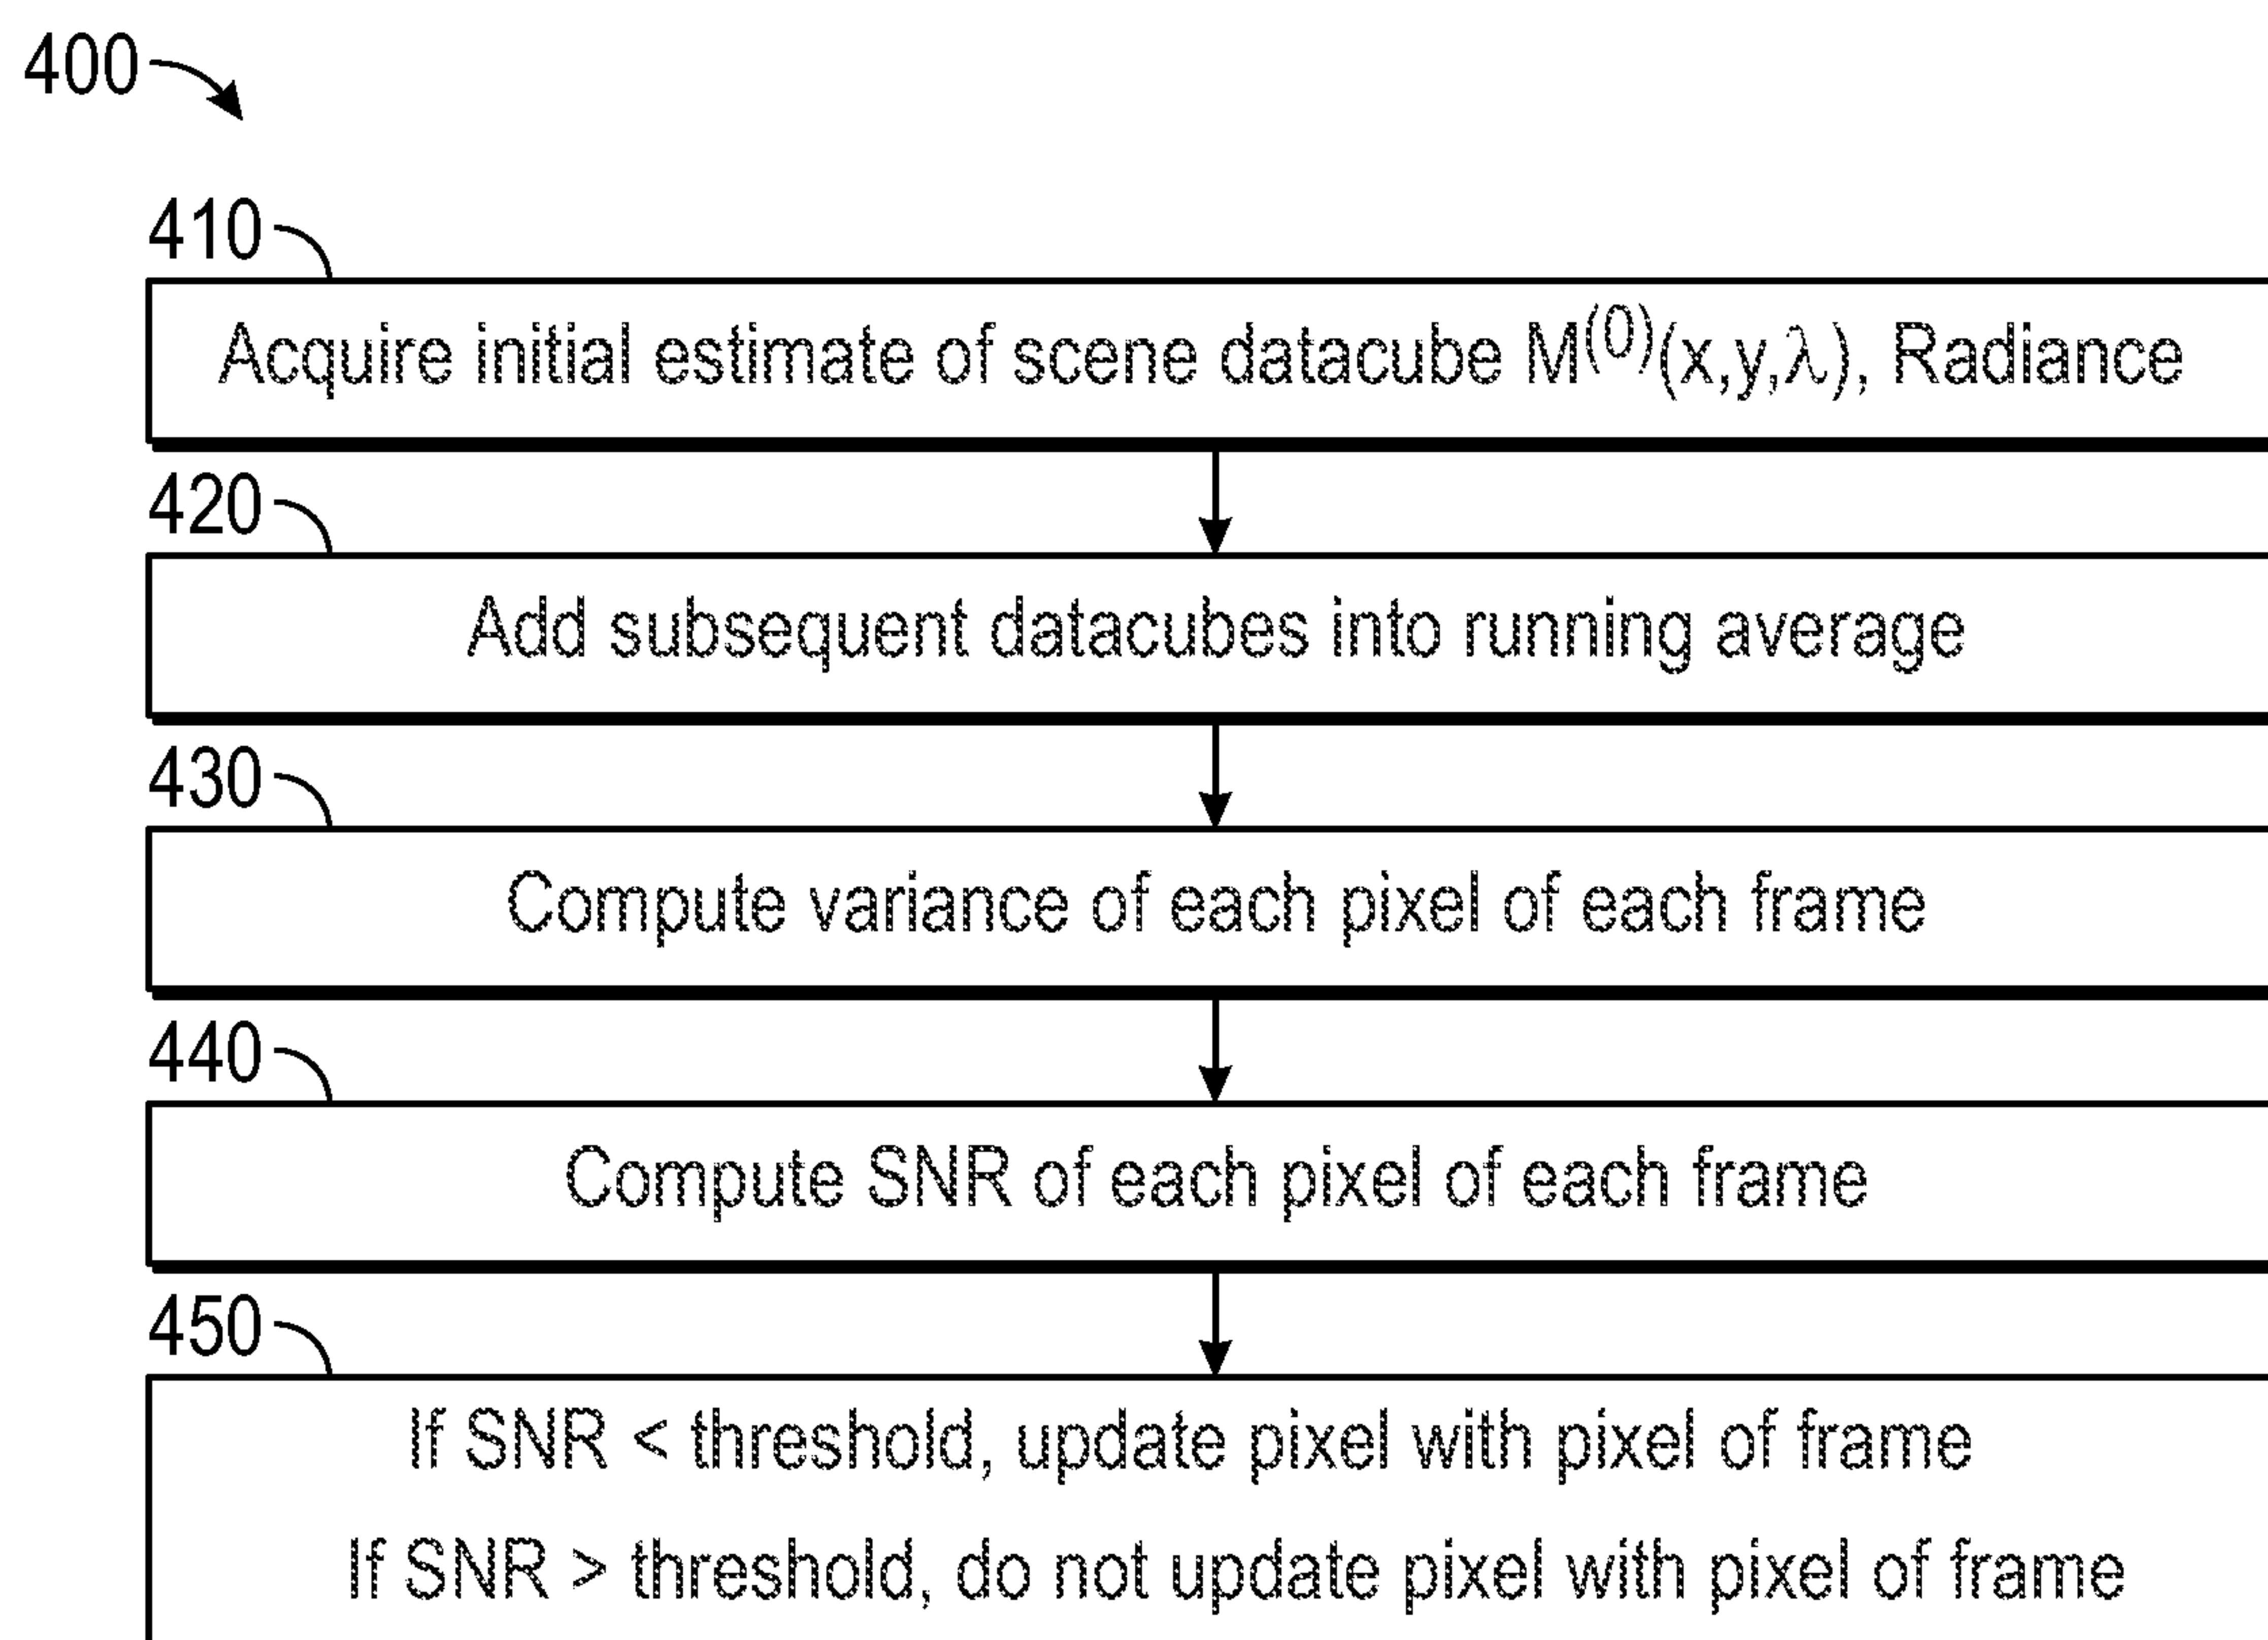 400
410
Acquire initial estimate of scene datacube M⁽⁰⁾(x,y,λ), Radiance
420
Add subsequent datacubes into running average
430
Compute variance of each pixel of each frame
440
Compute SNR of each pixel of each frame
450
If SNR < threshold, update pixel with pixel of frame
If SNR > threshold, do not update pixel with pixel of frame